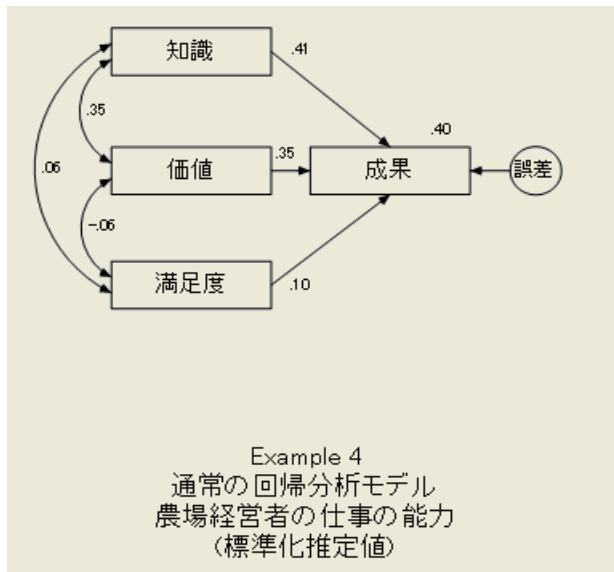 知識
.41
.35
.40
.06
価値
.35
成果
誤差
-.06
満足度
.10
Example 4
通常の回帰分析モデル
農場経営者の仕事の能力
(標準化推定値)